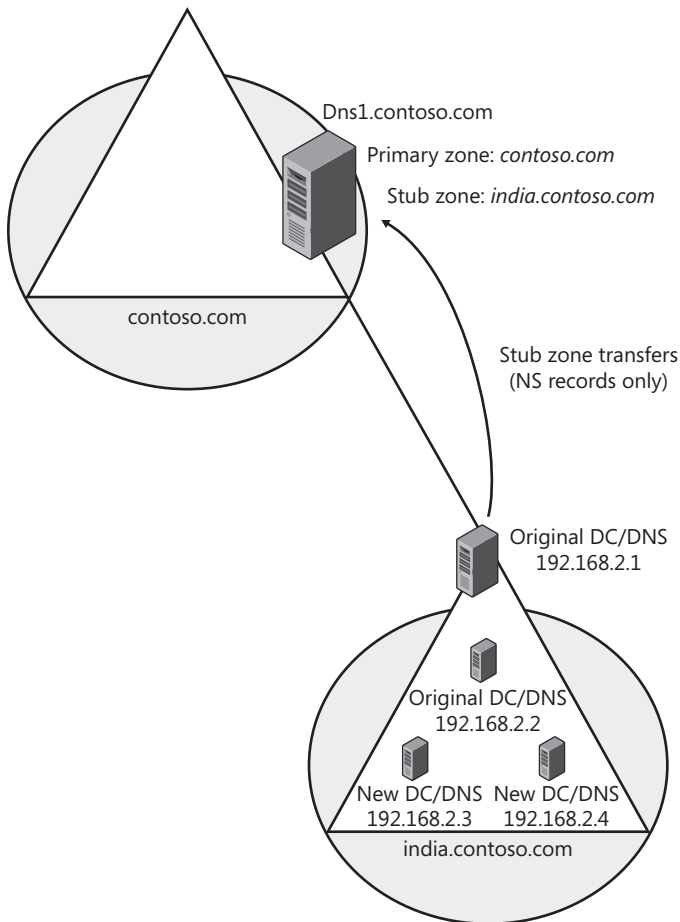 Dns1.contoso.com
Primary zone: contoso.com
Stub zone: india.contoso.com
contoso.com
Stub zone transfers
(NS records only)
Original DC/DNS
192.168.2.1
Original DC/DNS
192.168.2.2
New DC/DNS
192.168.2.3
New DC/DNS
192.168.2.4
india.contoso.com